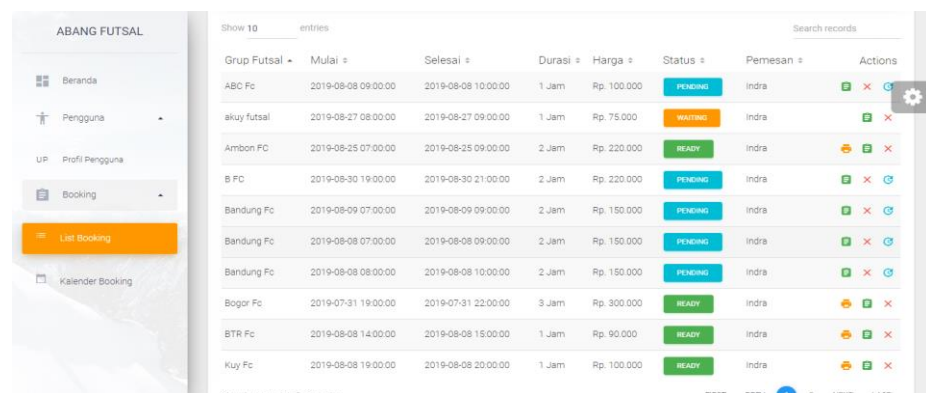 ABANG FUTSAL
Beranda
Pengguna
UP Profil Pengguna
Booking
List Booking
Kalender Booking
Show 10 entries
Search records
Grup Futsal Mulai Selesai Durasi Harga Status Pemesan Actions
ABC Fc 2019-08-08 09:00:00 2019-08-08 10:00:00 1 Jam Rp. 100.000 PENDING Indra
akuy futsal 2019-08-27 08:00:00 2019-08-27 09:00:00 1 Jam Rp. 75.000 WAITING Indra
Ambon FC 2019-08-25 07:00:00 2019-08-25 09:00:00 2 Jam Rp. 220.000 READY Indra
B FC 2019-08-30 19:00:00 2019-08-30 21:00:00 2 Jam Rp. 220.000 PENDING Indra
Bandung Fc 2019-08-09 07:00:00 2019-08-09 09:00:00 2 Jam Rp. 150.000 PENDING Indra
Bandung Fc 2019-08-08 07:00:00 2019-08-08 09:00:00 2 Jam Rp. 150.000 PENDING Indra
Bandung Fc 2019-08-08 08:00:00 2019-08-08 10:00:00 2 Jam Rp. 150.000 PENDING Indra
Bogor Fc 2019-07-31 19:00:00 2019-07-31 22:00:00 3 Jam Rp. 300.000 READY Indra
BTR Fc 2019-08-08 14:00:00 2019-08-08 15:00:00 1 Jam Rp. 90.000 READY Indra
Kuy Fc 2019-08-08 19:00:00 2019-08-08 20:00:00 1 Jam Rp. 100.000 READY Indra